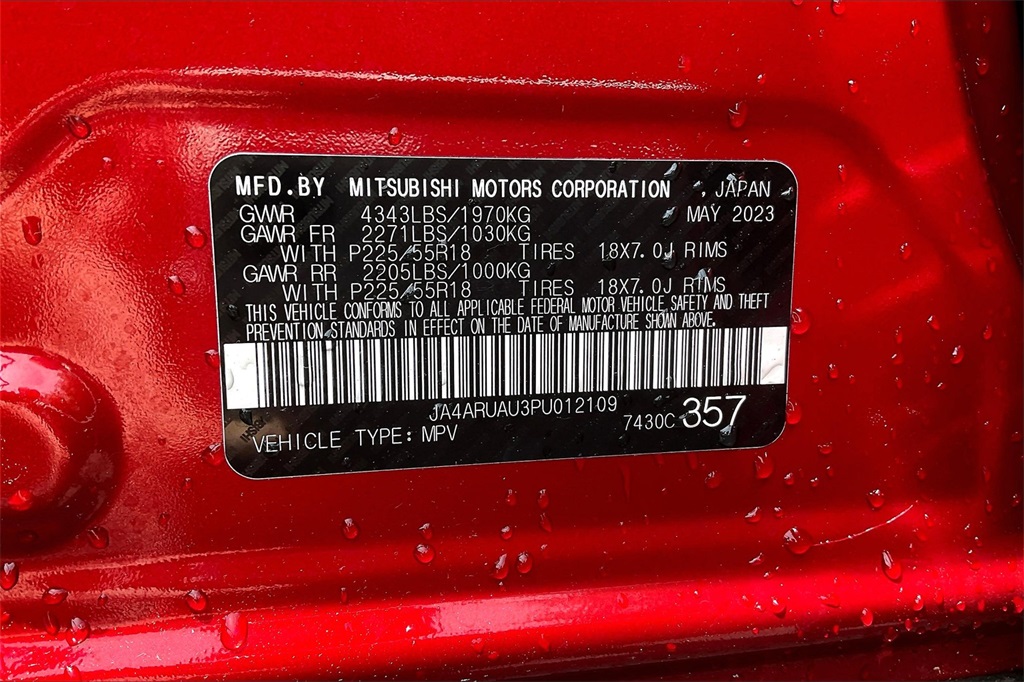 MFD.BY MITSUBISHI MOTORS CORPORATION , JAPAN
GVWR 4343LBS/1970KG MAY 2023
GAWR FR 2271LBS/1030KG
WITH P225/55R18 TIRES 18X7.0J RIMS
GAWR RR 2205LBS/1000KG
WITH P225/55R18 TIRES 18X7.0J RIMS
THIS VEHICLE CONFORMS TO ALL APPLICABLE FEDERAL MOTOR VEHICLE SAFETY AND THEFT
PREVENTION STANDARDS IN EFFECT ON THE DATE OF MANUFACTURE SHOWN ABOVE.
JA4ARUAU3PU012109
7430C 357
VEHICLE TYPE: MPV